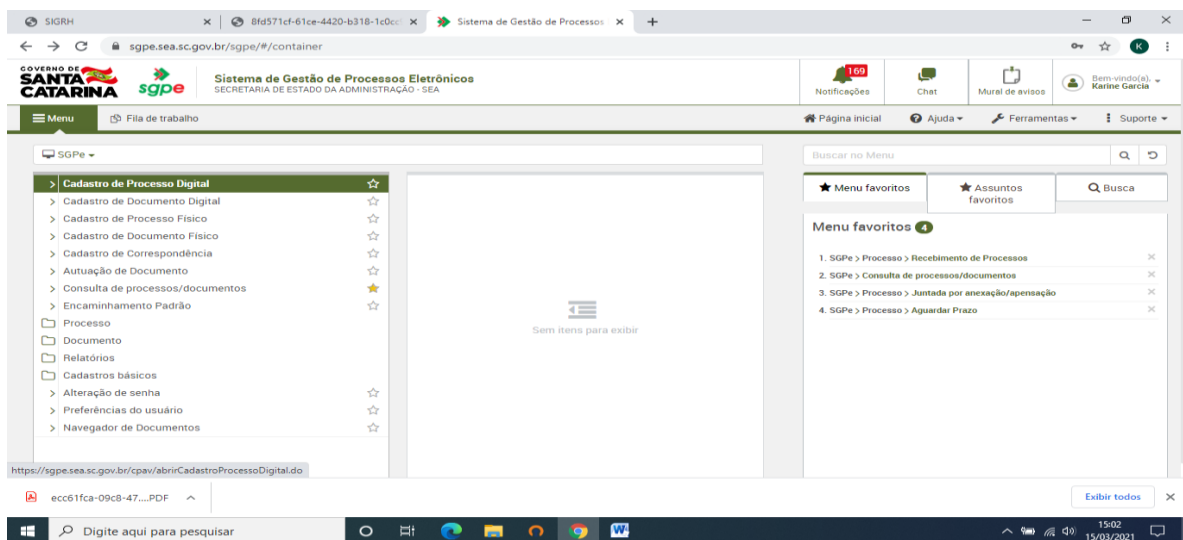 SIGRH
8fd571cf-61ce-4420-b318-1c0cc
Sistema de Gestão de Processos
sgpe.sea.sc.gov.br/sgpe/#/container
K
GOVERNO DE
SANTA
CATARINA
sgpe
Sistema de Gestão de Processos Eletrônicos
SECRETARIA DE ESTADO DA ADMINISTRAÇÃO - SEA
169
Notificações
Chat
Mural de avisos
Bem-vindo(a).
Karine Garcia
Menu
Fila de trabalho
Página inicial
Ajuda
Ferramentas
Suporte
SGPe
Cadastro de Processo Digital
Cadastro de Documento Digital
Cadastro de Processo Físico
Cadastro de Documento Físico
Cadastro de Correspondência
Autuação de Documento
Consulta de processos/documentos
Encaminhamento Padrão
Processo
Documento
Relatórios
Cadastros básicos
Alteração de senha
Preferências do usuário
Navegador de Documentos
Sem itens para exibir
Buscar no Menu
Menu favoritos
Assuntos
favoritos
Busca
Menu favoritos 4
1. SGPe > Processo > Recebimento de Processos
2. SGPe > Consulta de processos/documentos
3. SGPe > Processo > Juntada por anexação/apensação
4. SGPe > Processo > Aguardar Prazo
https://sgpe.sea.sc.gov.br/cpav/abrirCadastroProcessoDigital.do
ecc61fca-09c8-47....PDF
Exibir todos
Digite aqui para pesquisar
15:02
15/03/2021